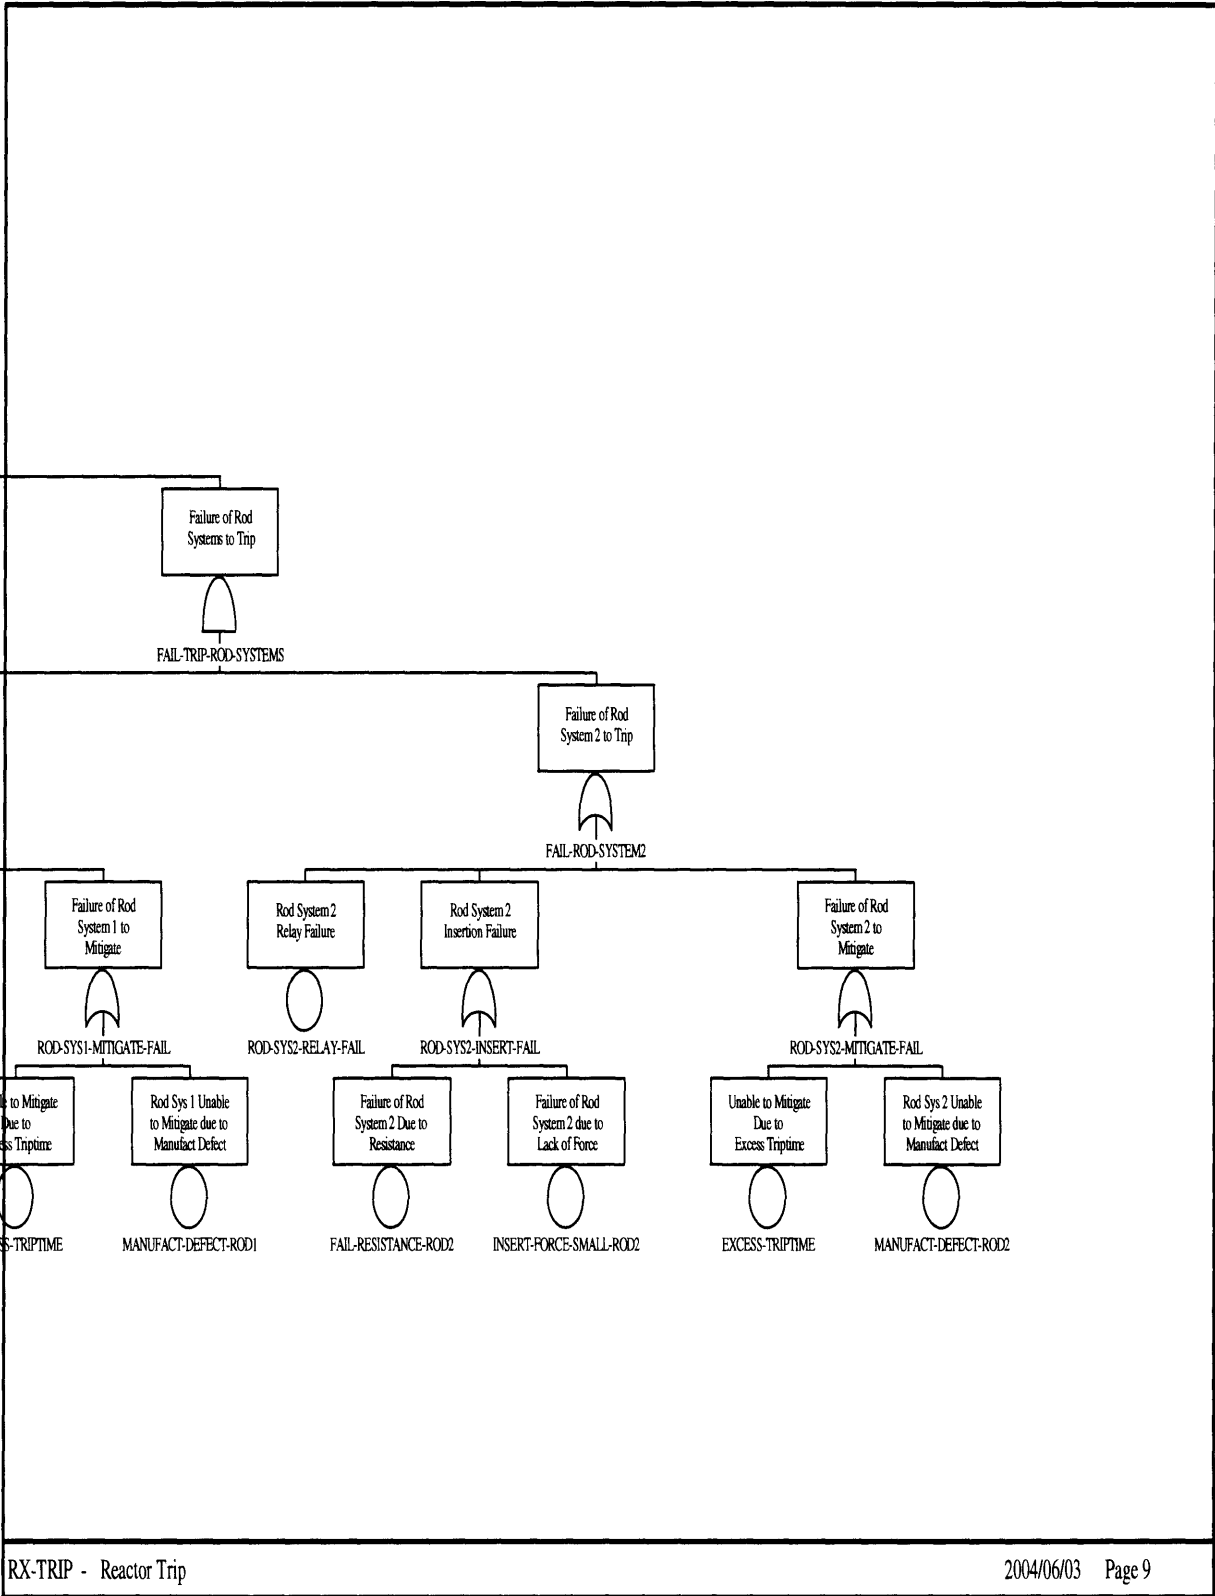 Failure of Rod
Systems to Trip
FAIL-TRIP-ROD-SYSTEMS
Failure of Rod
System 2 to Trip
FAIL-ROD-SYSTEM2
Failure of Rod
System 1 to
Mitigate
ROD-SYS1-MITIGATE-FAIL
Rod System 2
Relay Failure
ROD-SYS2-RELAY-FAIL
Rod System 2
Insertion Failure
ROD-SYS2-INSERT-FAIL
Failure of Rod
System 2 to
Mitigate
ROD-SYS2-MITIGATE-FAIL
to Mitigate
Due to
Triptime
S-TRIPTIME
Rod Sys 1 Unable
to Mitigate due to
Manufact Defect
MANUFACT-DEFECT-ROD1
Failure of Rod
System 2 Due to
Resistance
FAIL-RESISTANCE-ROD2
Failure of Rod
System 2 due to
Lack of Force
INSERT-FORCE-SMALL-ROD2
Unable to Mitigate
Due to
Excess Triptime
EXCESS-TRIPTIME
Rod Sys 2 Unable
to Mitigate due to
Manufact Defect
MANUFACT-DEFECT-ROD2
RX-TRIP - Reactor Trip
2004/06/03 Page 9